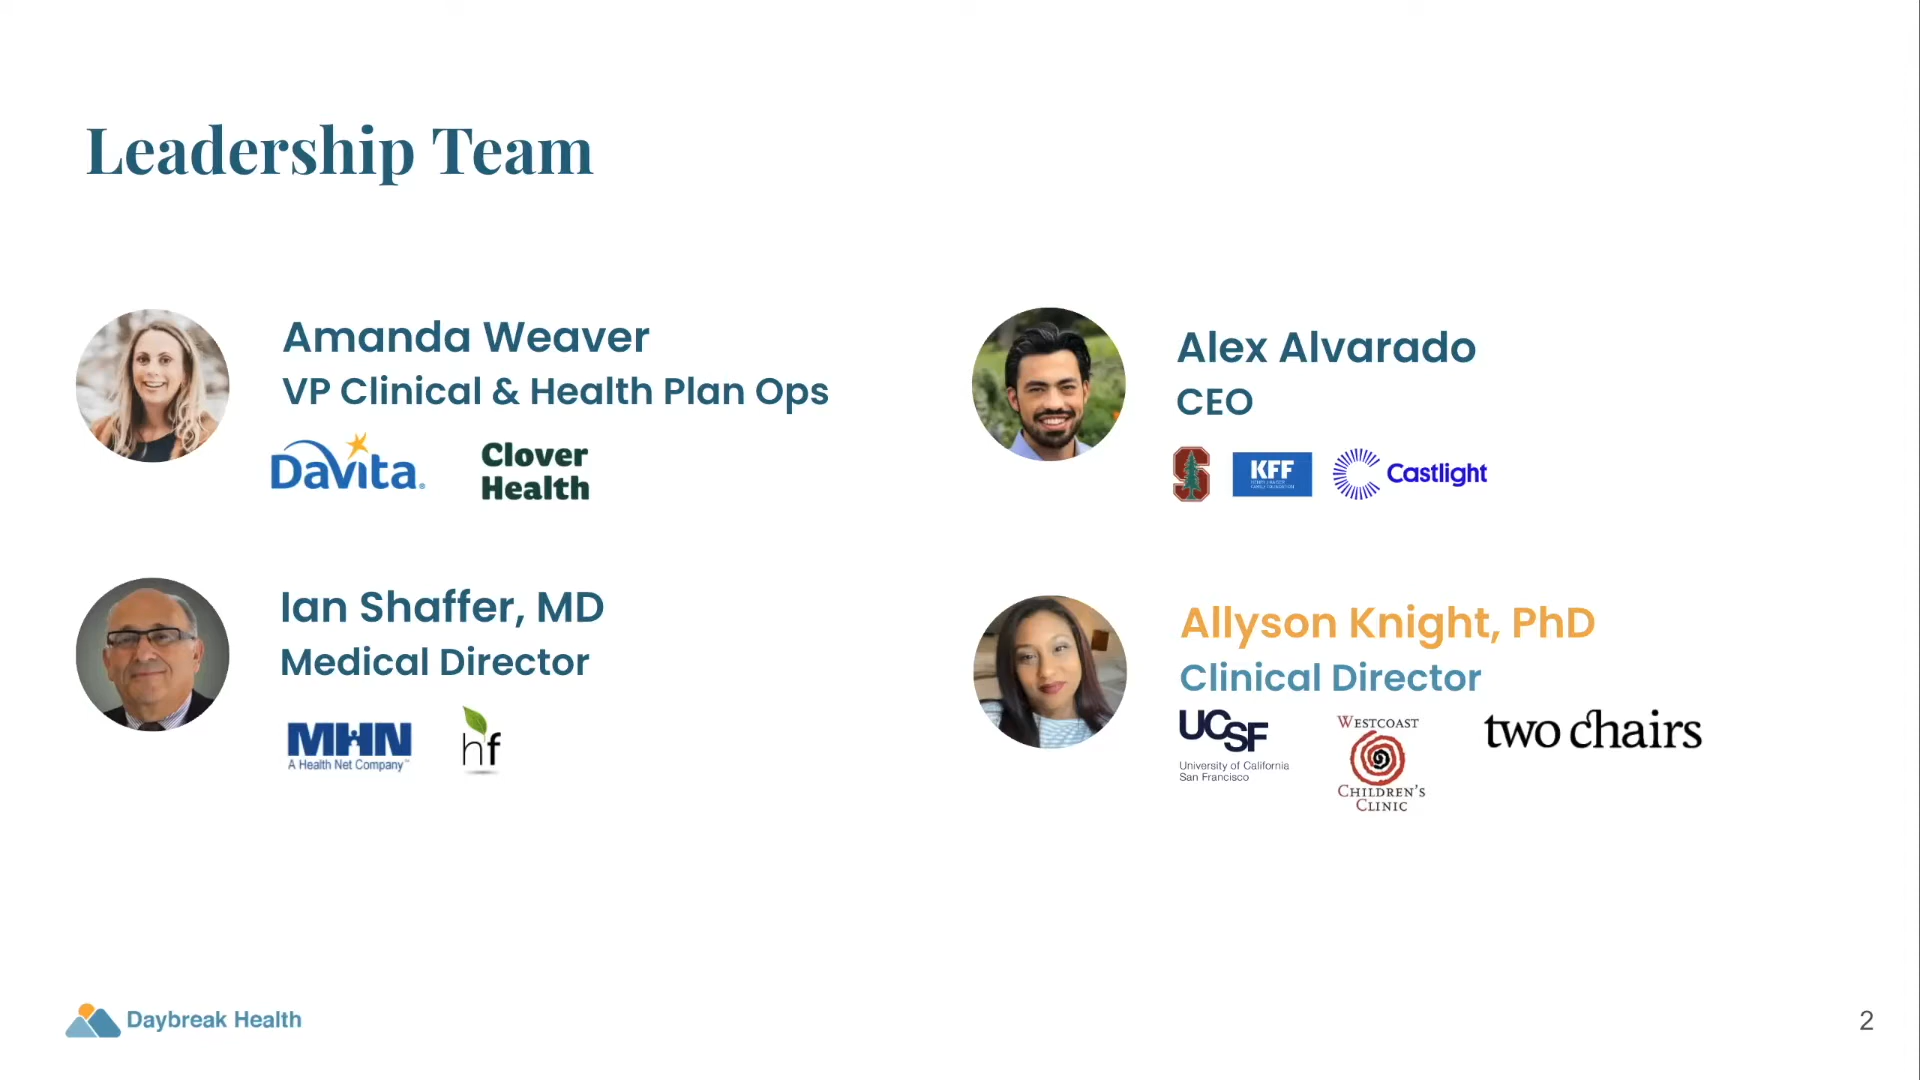 Leadership Team
Amanda Weaver
VP Clinical & Health Plan Ops
DaVita®
Clover
Health
Alex Alvarado
CEO
S
KFF
Castlight
Ian Shaffer, MD
Medical Director
MHN
A Health Net Company™
hf
Allyson Knight, PhD
Clinical Director
UCSF
University of California
San Francisco
WESTCOAST
CHILDREN'S
CLINIC
two chairs
Daybreak Health
2